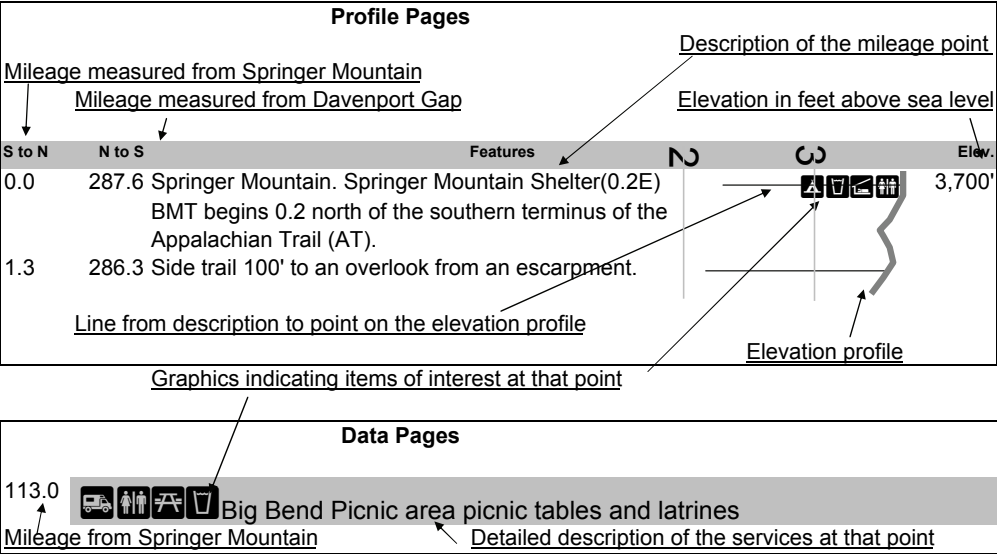 Profile Pages
Description of the mileage point
Mileage measured from Springer Mountain
Mileage measured from Davenport Gap
Elevation in feet above sea level
S to N N to S Features 2 3 Elev.
0.0 287.6 Springer Mountain. Springer Mountain Shelter(0.2E) 3,700'
BMT begins 0.2 north of the southern terminus of the
Appalachian Trail (AT).
1.3 286.3 Side trail 100' to an overlook from an escarpment.
Line from description to point on the elevation profile
Elevation profile
Graphics indicating items of interest at that point
Data Pages
113.0 Big Bend Picnic area picnic tables and latrines
Mileage from Springer Mountain Detailed description of the services at that point